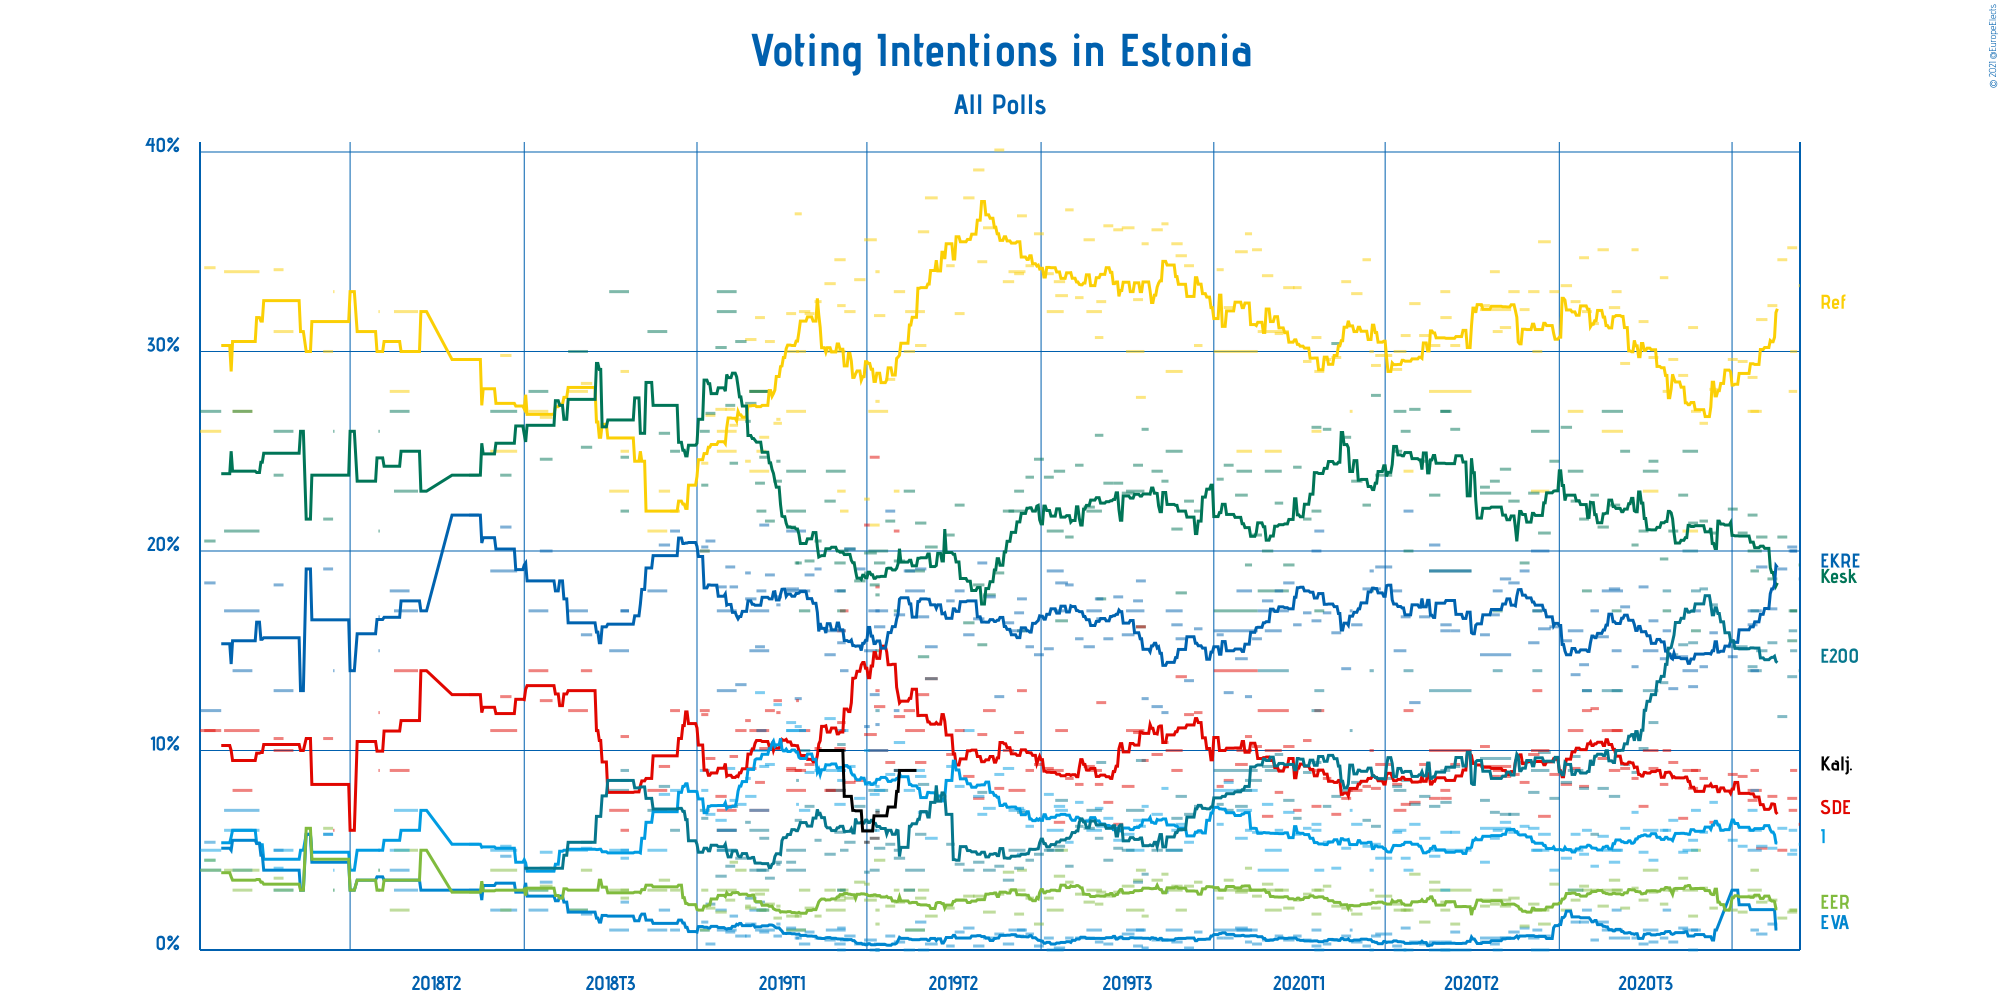 Voting Intentions in Estonia
All Polls
© 2021 @EuropeElects
40%
30%
20%
10%
0%
Ref
EKRE
Kesk
E200
Kalj.
SDE
I
EER
EVA
2018T2
2018T3
2019T1
2019T2
2019T3
2020T1
2020T2
2020T3